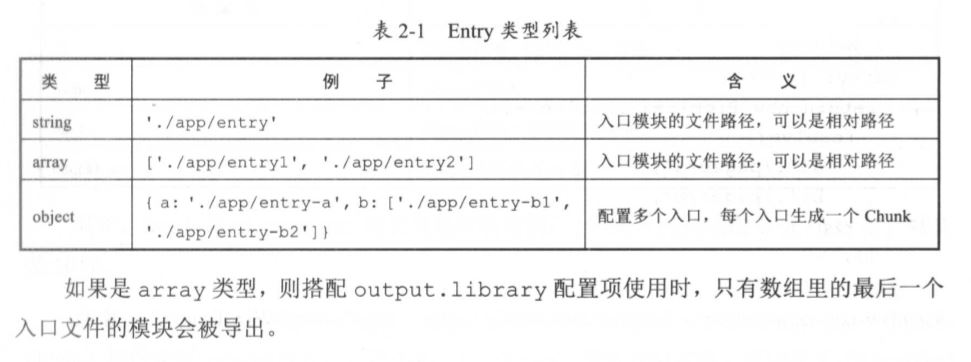 表 2-1 Entry 类型列表
类 型 例 子 含 义
string './app/entry' 入口模块的文件路径，可以是相对路径
array ['./app/entry1', './app/entry2'] 入口模块的文件路径，可以是相对路径
object { a: './app/entry-a', b: ['./app/entry-b1', 配置多个入口，每个入口生成一个 Chunk
'./app/entry-b2']}
如果是 array 类型，则搭配 output.library 配置项使用时，只有数组里的最后一个
入口文件的模块会被导出。